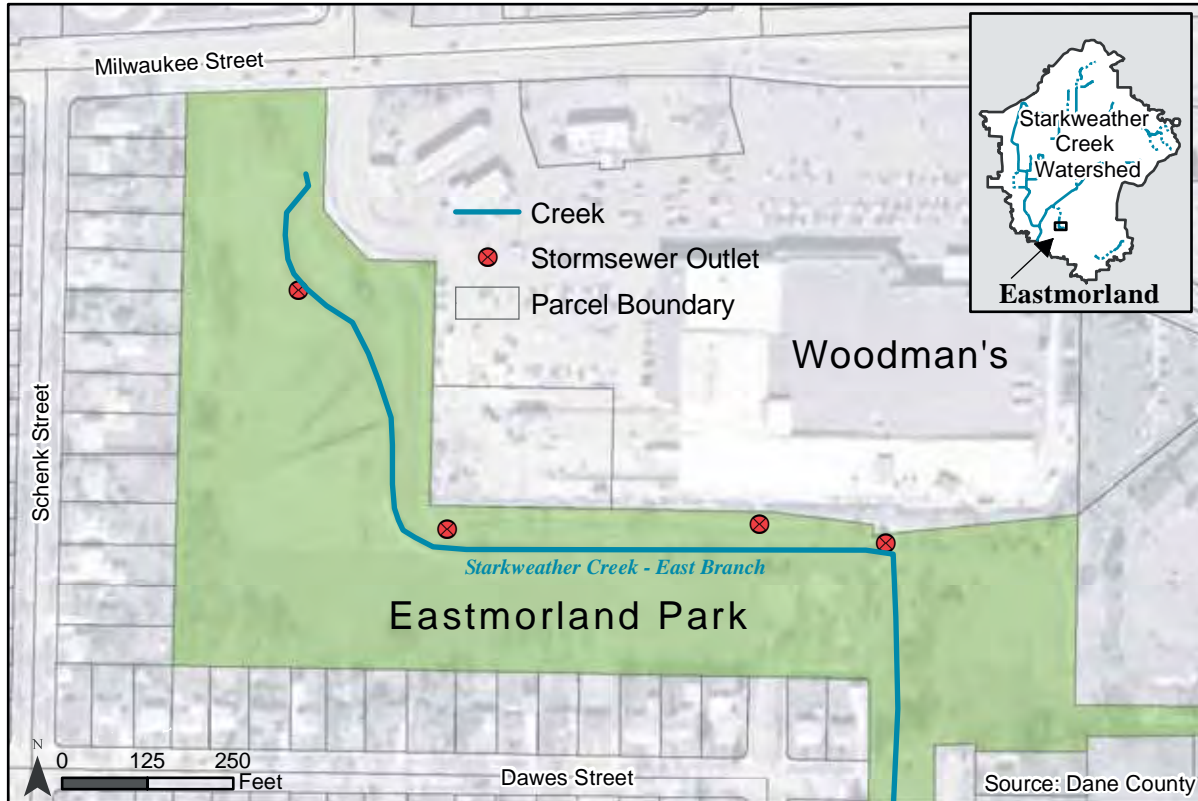 Milwaukee Street
Starkweather
Creek
Watershed
Eastmorland
Creek
Stormsewer Outlet
Parcel Boundary
Woodman's
Schenk Street
Starkweather Creek - East Branch
Eastmorland Park
N
0 125 250
Feet
Dawes Street
Source: Dane County